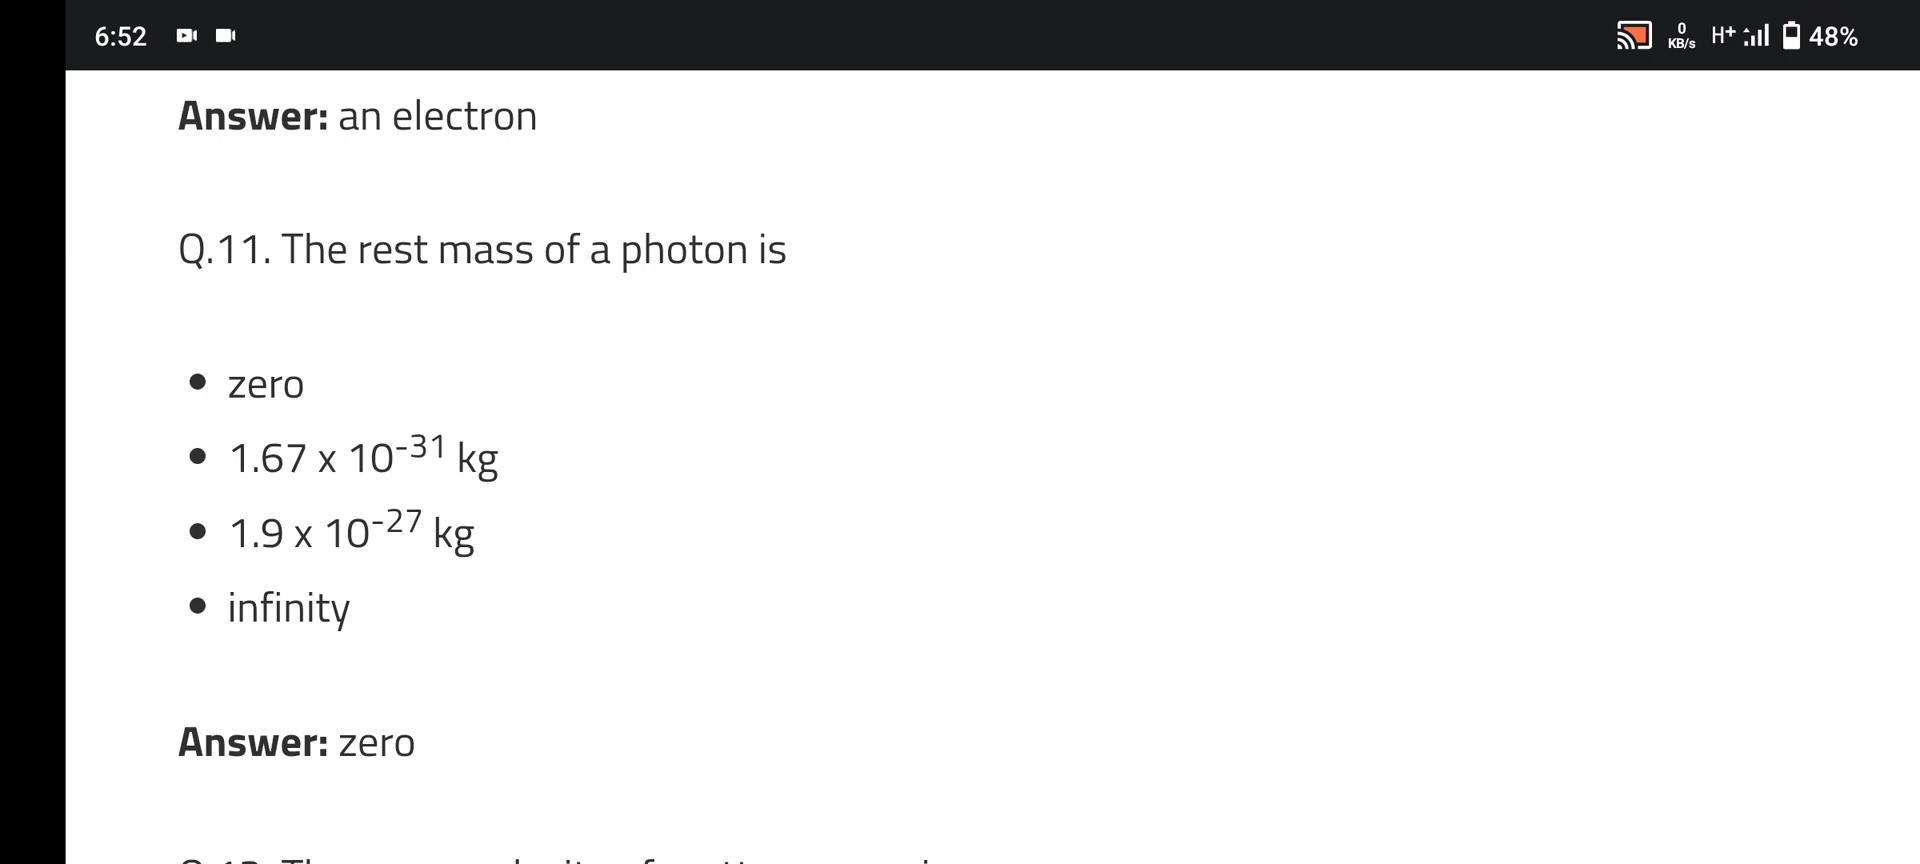 6:52 0 KB/s H+ 48%
Answer: an electron
Q.11. The rest mass of a photon is
• zero
• 1.67 x 10⁻³¹ kg
• 1.9 x 10⁻²⁷ kg
• infinity
Answer: zero